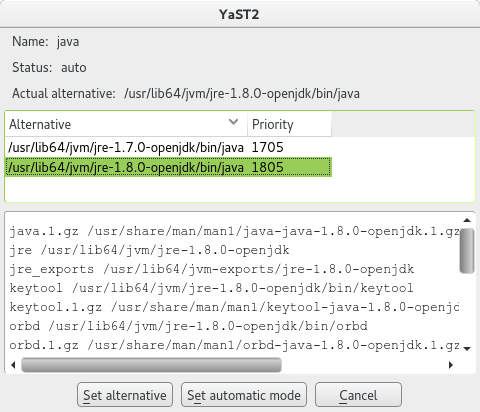 YaST2
Name: java
Status: auto
Actual alternative: /usr/lib64/jvm/jre-1.8.0-openjdk/bin/java
Alternative Priority
/usr/lib64/jvm/jre-1.7.0-openjdk/bin/java 1705
/usr/lib64/jvm/jre-1.8.0-openjdk/bin/java 1805
java.1.gz /usr/share/man/man1/java-java-1.8.0-openjdk.1.gz
jre /usr/lib64/jvm/jre-1.8.0-openjdk
jre_exports /usr/lib64/jvm-exports/jre-1.8.0-openjdk
keytool /usr/lib64/jvm/jre-1.8.0-openjdk/bin/keytool
keytool.1.gz /usr/share/man/man1/keytool-java-1.8.0-openjd
orbd /usr/lib64/jvm/jre-1.8.0-openjdk/bin/orbd
orbd.1.gz /usr/share/man/man1/orbd-java-1.8.0-openjdk.1.gz
Set alternative Set automatic mode Cancel